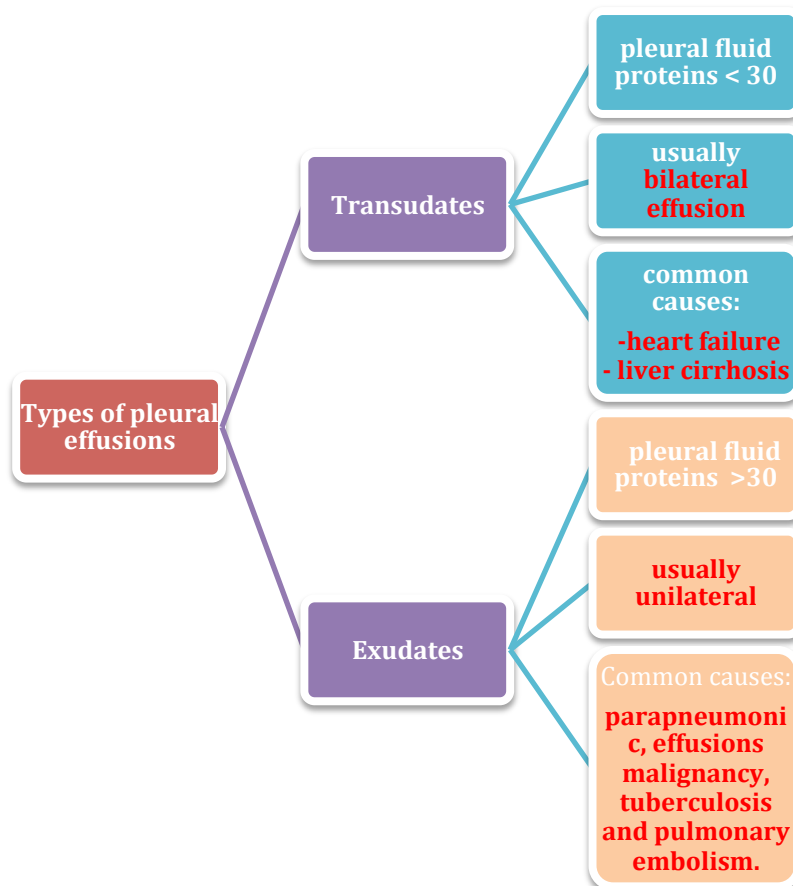 Types of pleural
effusions
Transudates
pleural fluid
proteins < 30
usually
bilateral
effusion
common
causes:
-heart failure
- liver cirrhosis
Exudates
pleural fluid
proteins >30
usually
unilateral
Common causes:
parapneumoni
c, effusions
malignancy,
tuberculosis
and pulmonary
embolism.